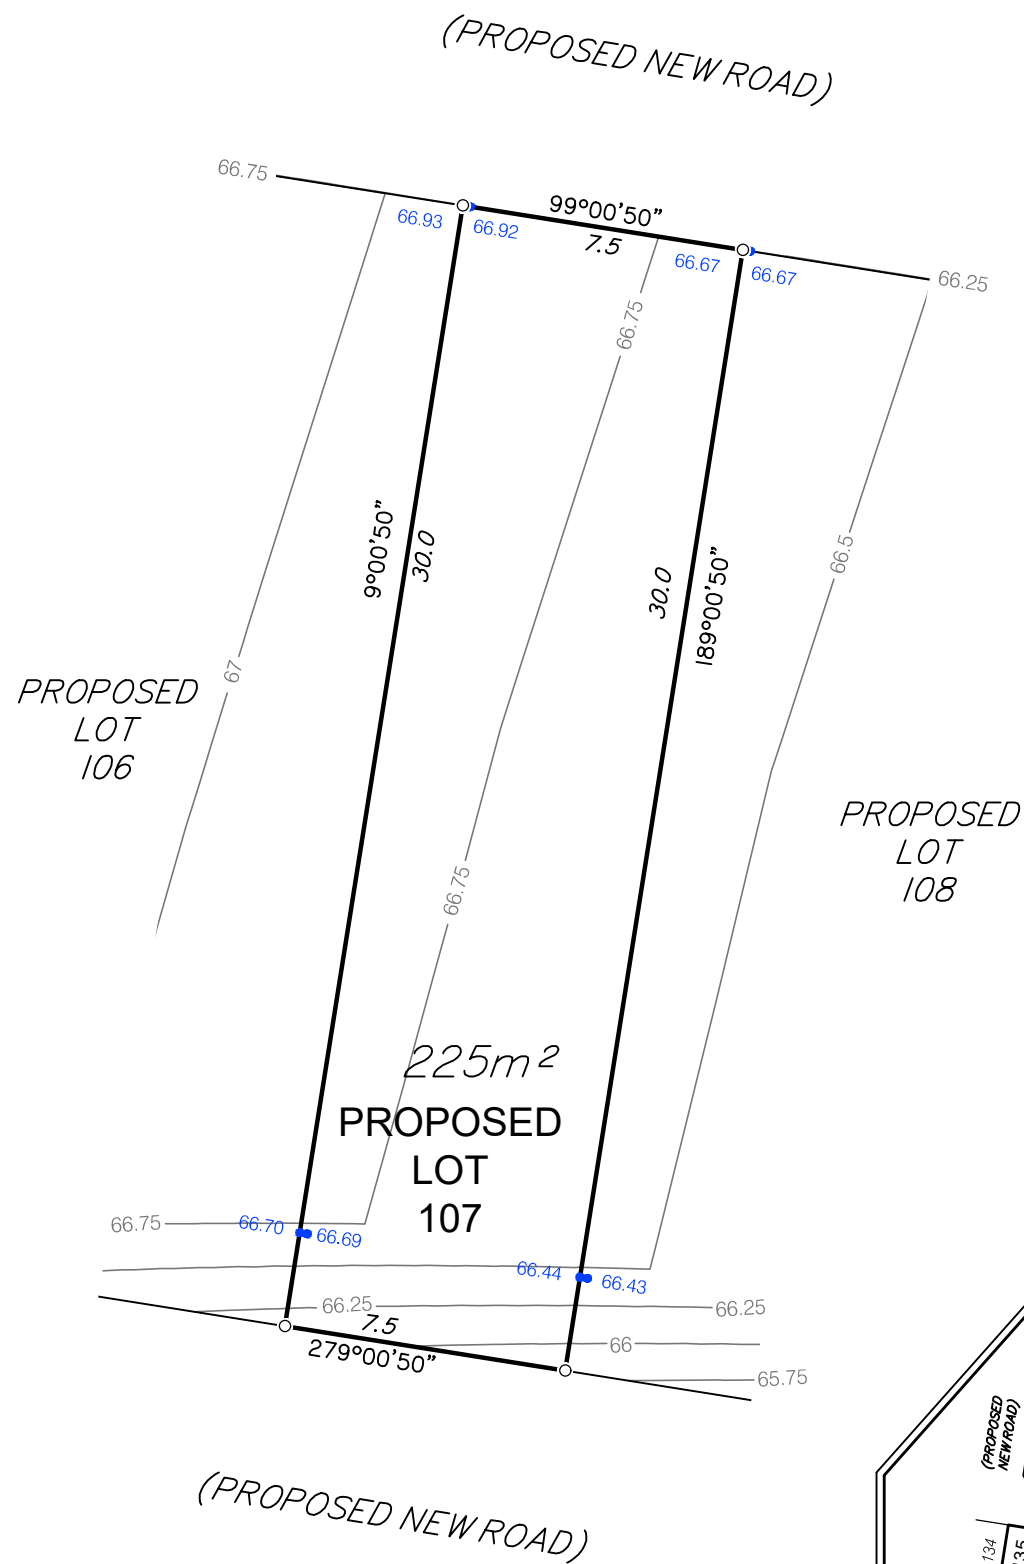 (PROPOSED NEW ROAD)
66.75
99°00'50"
66.93
66.92
7.5
66.67
66.67
66.25
66.75
9°00'50"
30.0
30.0
189°00'50"
66.5
67
PROPOSED
LOT
106
PROPOSED
LOT
108
66.75
225m²
PROPOSED
LOT
107
66.75
66.70
66.69
66.44
66.43
66.25
66.25
7.5
279°00'50"
66
65.75
(PROPOSED
NEW ROAD)
(PROPOSED NEW ROAD)
134